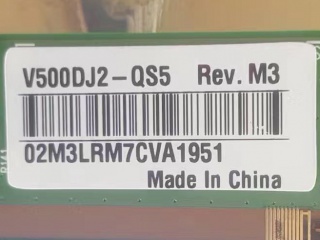 V500DJ2-QS5 Rev. M3
02M3LRM7CVA1951
Made In China